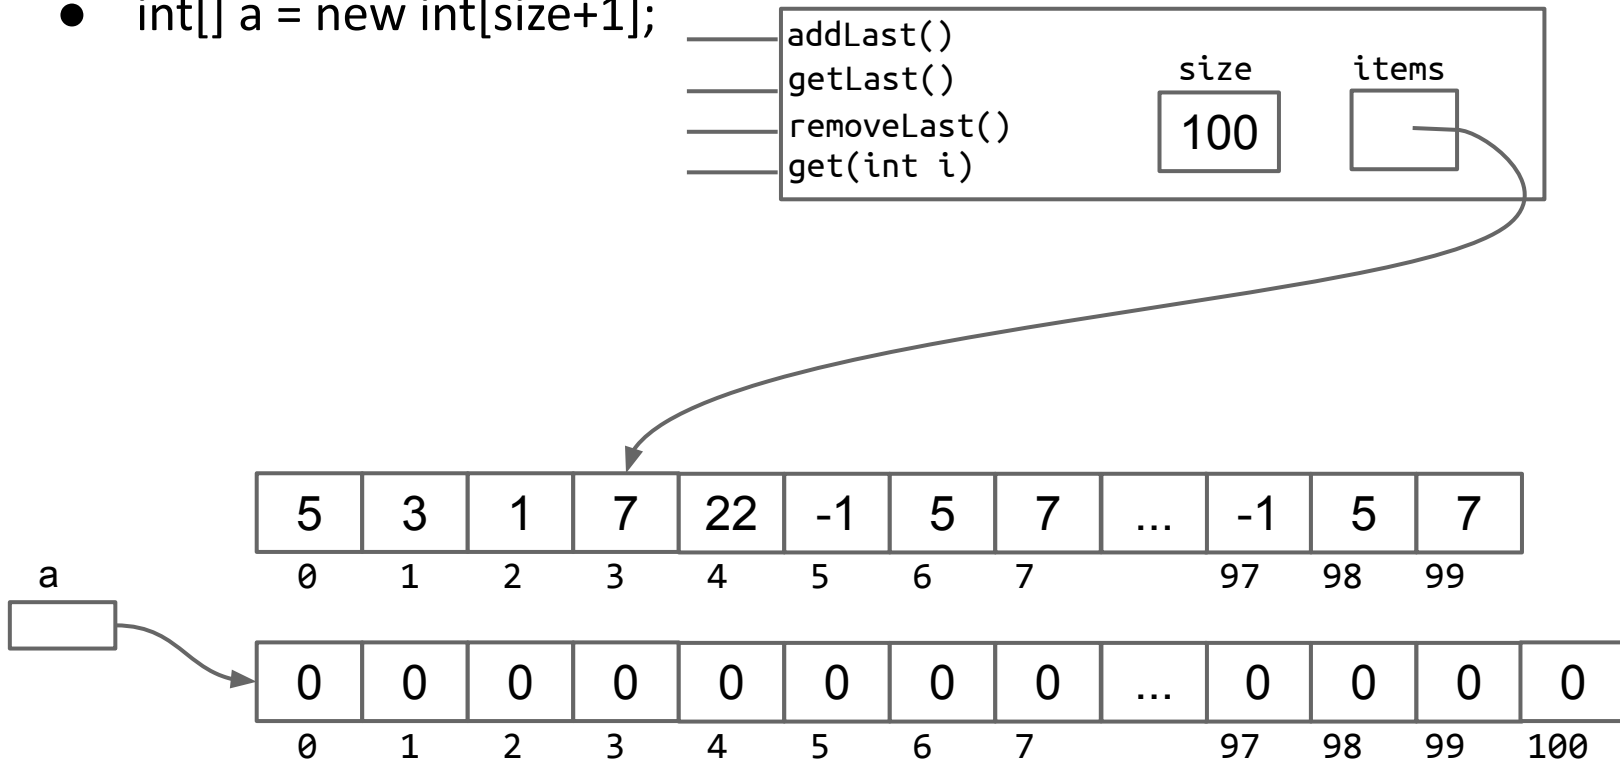 ● int[] a = new int[size+1];
addLast()
getLast()
removeLast()
get(int i)
size items
100
5 3 1 7 22 -1 5 7 ... -1 5 7
0 1 2 3 4 5 6 7 97 98 99
a
0 0 0 0 0 0 0 0 ... 0 0 0 0
0 1 2 3 4 5 6 7 97 98 99 100